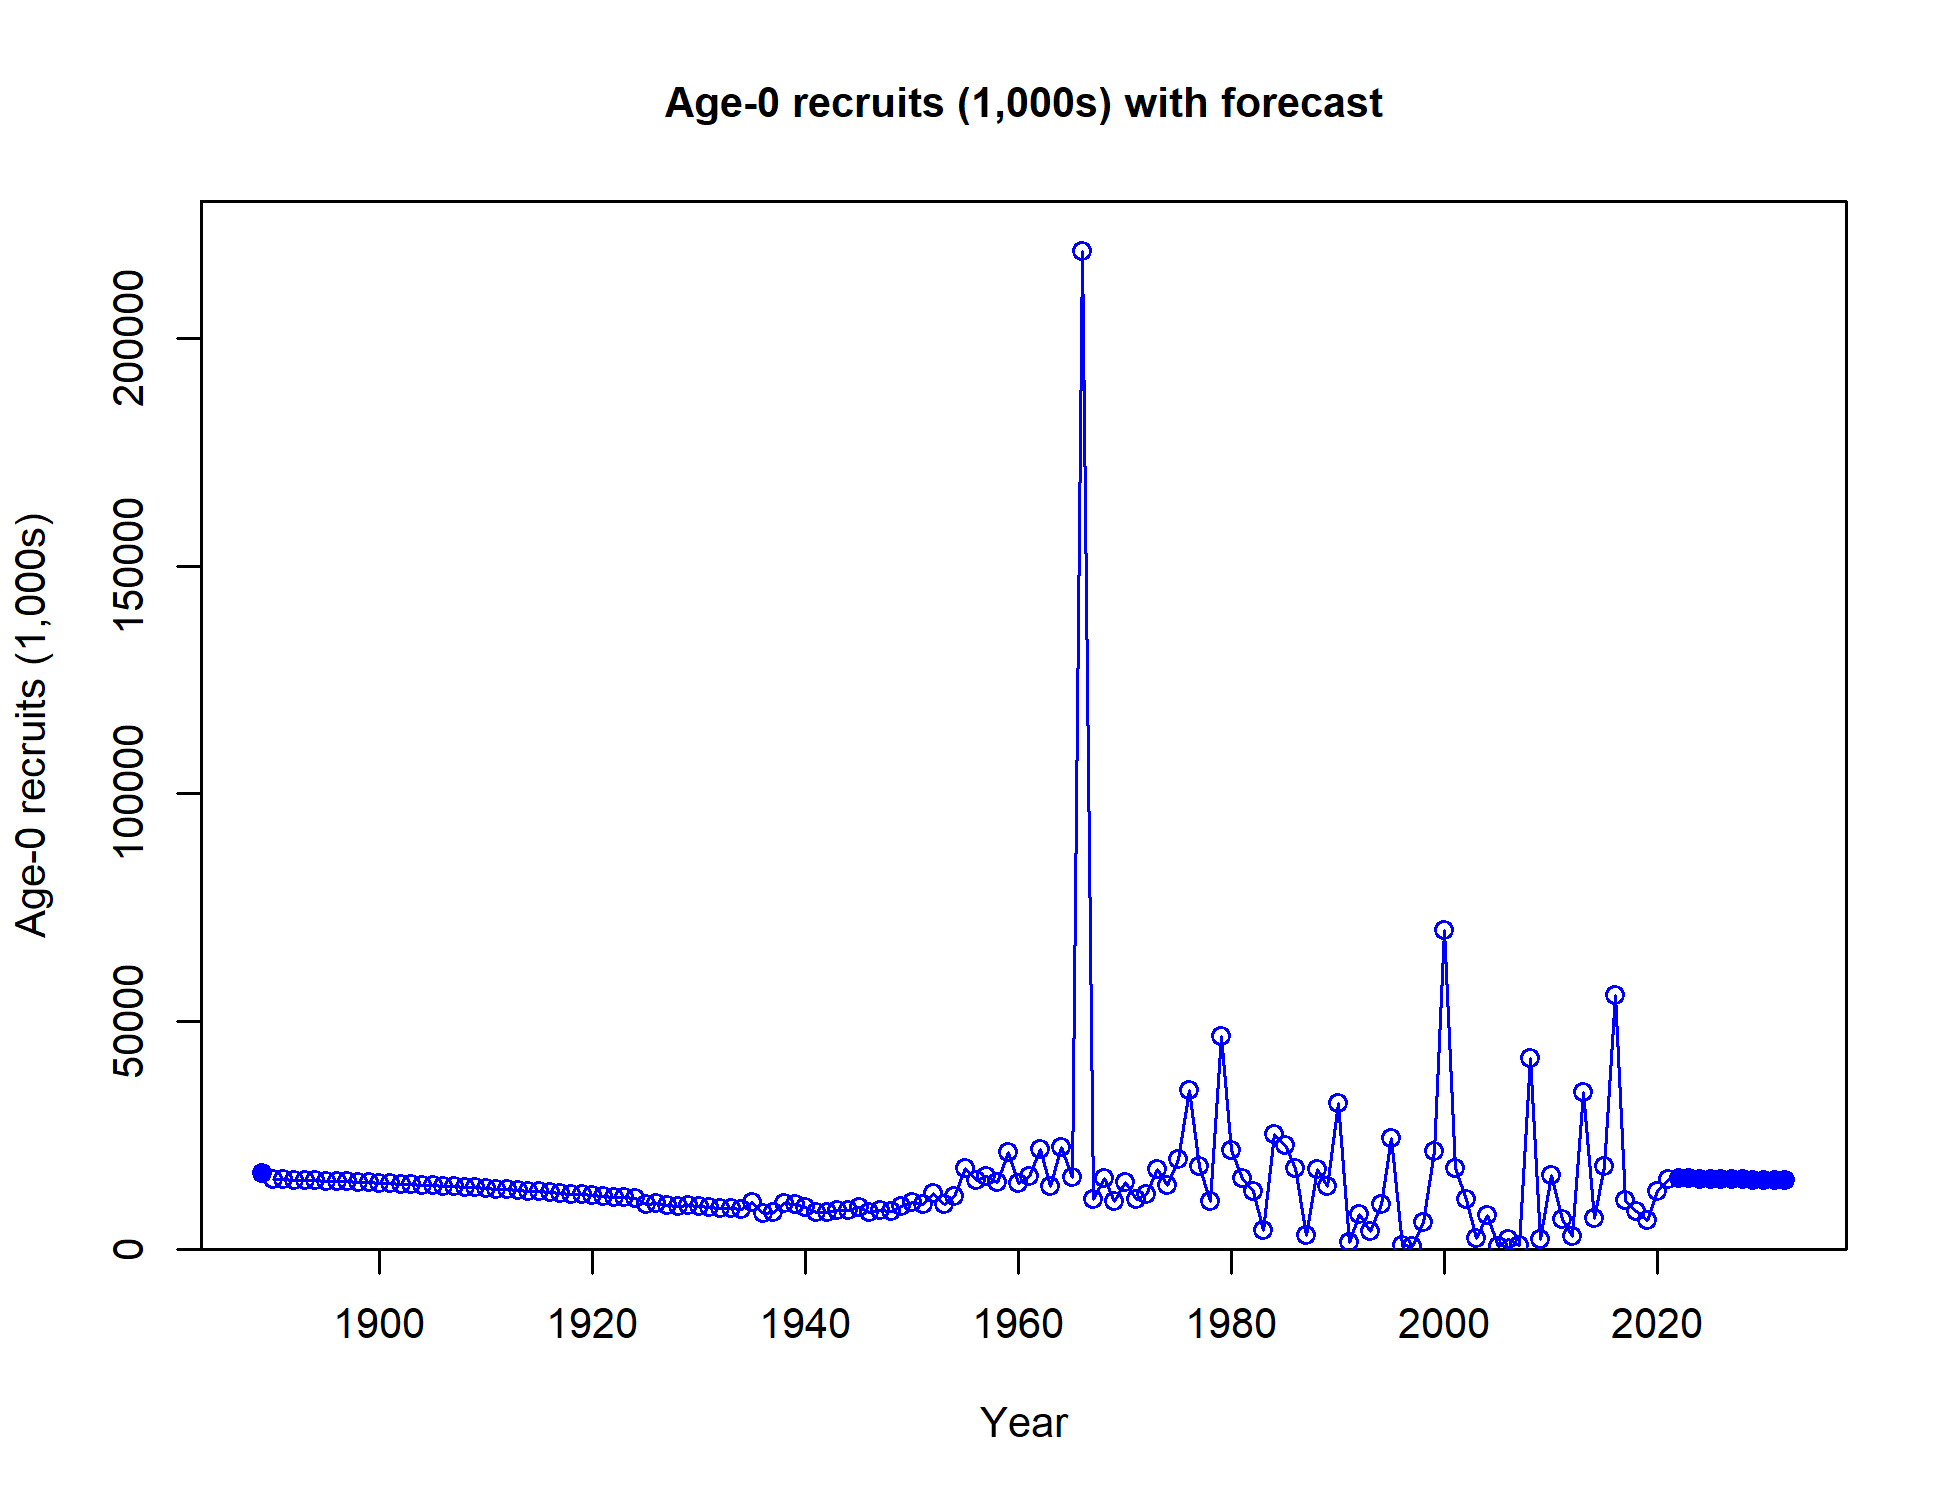 Age-0 recruits (1,000s) with forecast
Age-0 recruits (1,000s)
200000
150000
100000
50000
0
1900 1920 1940 1960 1980 2000 2020
Year